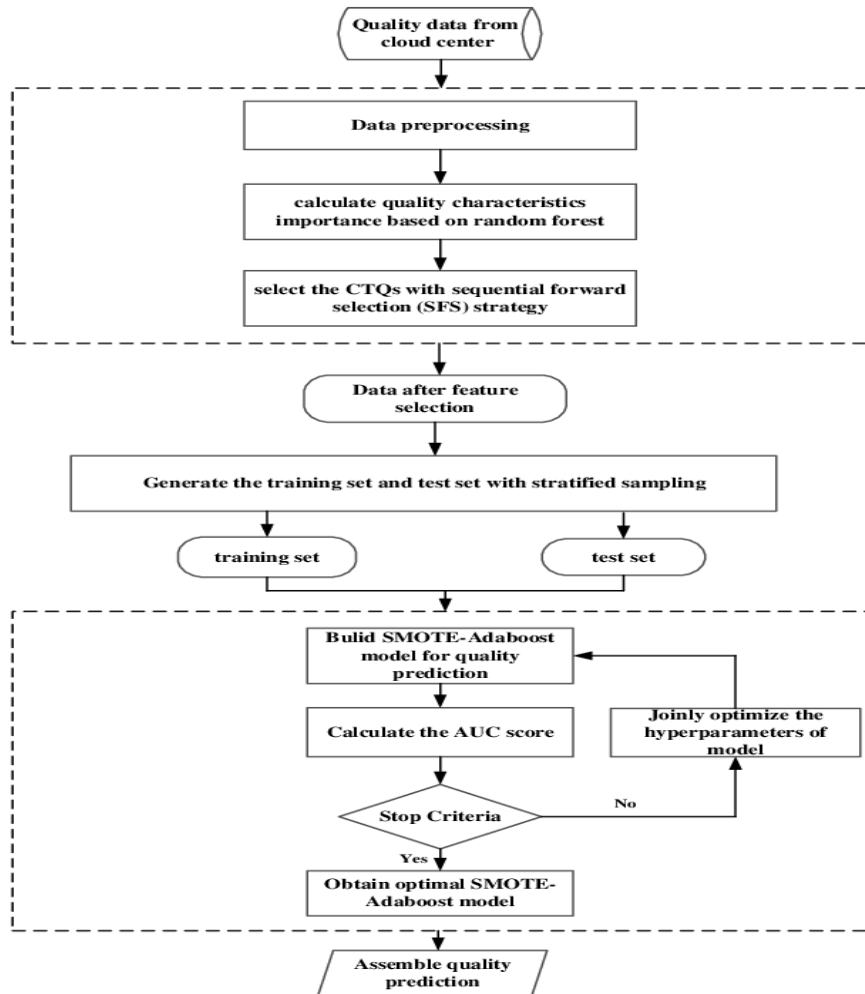 Quality data from
cloud center
Data preprocessing
calculate quality characteristics
importance based on random forest
select the CTQs with sequential forward
selection (SFS) strategy
Data after feature
selection
Generate the training set and test set with stratified sampling
training set
test set
Bulid SMOTE-Adaboost
model for quality
prediction
Joinly optimize the
hyperparameters of
model
Calculate the AUC score
Stop Criteria
No
Yes
Obtain optimal SMOTE-
Adaboost model
Assemble quality
prediction